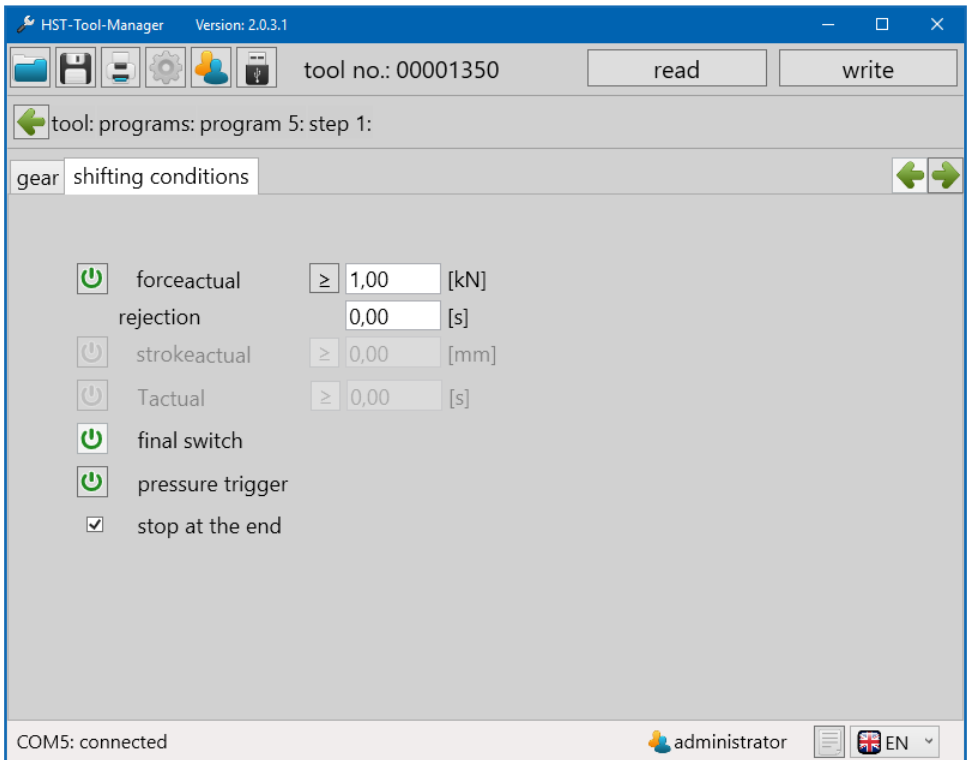 HST-Tool-Manager Version: 2.0.3.1
tool no.: 00001350 read write
tool: programs: program 5: step 1:
gear shifting conditions
forceactual ≥ 1,00 [kN]
rejection 0,00 [s]
strokeactual ≥ 0,00 [mm]
Tactual ≥ 0,00 [s]
final switch
pressure trigger
stop at the end
COM5: connected administrator EN